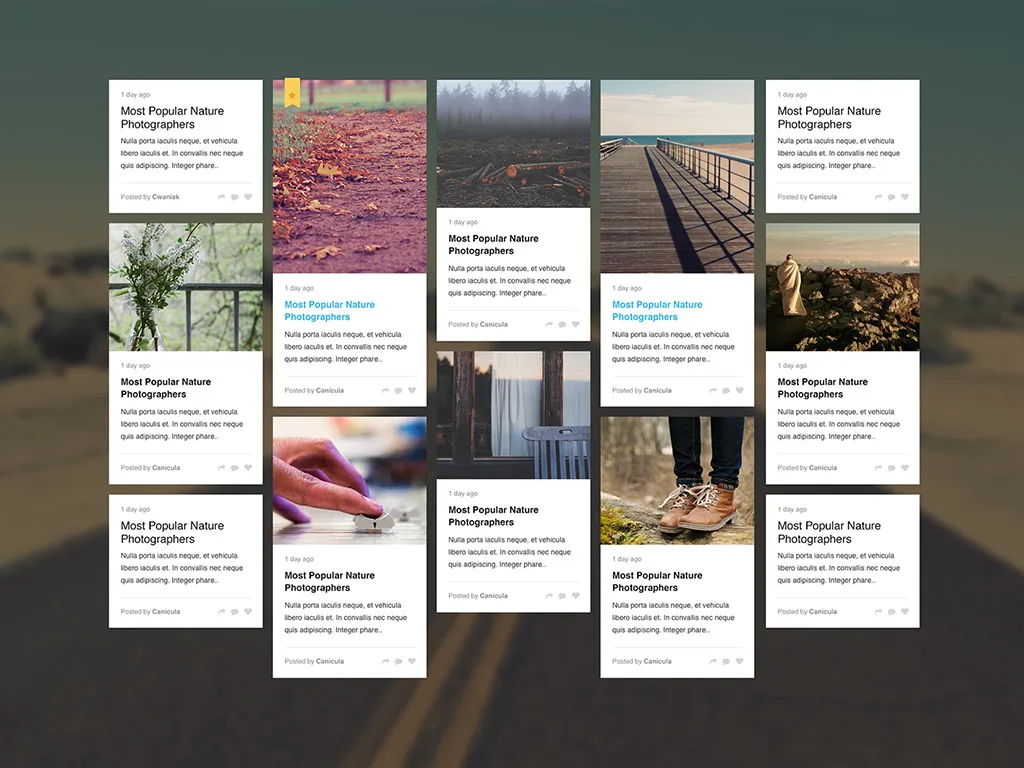 1 day ago
Most Popular Nature
Photographers
Nulla porta iaculis neque, et vehicula
libero iaculis et. In convallis nec neque
quis adipiscing. Integer phare..
Posted by Cwaniak
1 day ago
Most Popular Nature
Photographers
Nulla porta iaculis neque, et vehicula
libero iaculis et. In convallis nec neque
quis adipiscing. Integer phare..
Posted by Canicula
1 day ago
Most Popular Nature
Photographers
Nulla porta iaculis neque, et vehicula
libero iaculis et. In convallis nec neque
quis adipiscing. Integer phare..
Posted by Canicula
1 day ago
Most Popular Nature
Photographers
Nulla porta iaculis neque, et vehicula
libero iaculis et. In convallis nec neque
quis adipiscing. Integer phare..
Posted by Canicula
1 day ago
Most Popular Nature
Photographers
Nulla porta iaculis neque, et vehicula
libero iaculis et. In convallis nec neque
quis adipiscing. Integer phare..
Posted by Canicula
1 day ago
Most Popular Nature
Photographers
Nulla porta iaculis neque, et vehicula
libero iaculis et. In convallis nec neque
quis adipiscing. Integer phare..
Posted by Canicula
1 day ago
Most Popular Nature
Photographers
Nulla porta iaculis neque, et vehicula
libero iaculis et. In convallis nec neque
quis adipiscing. Integer phare..
Posted by Canicula
1 day ago
Most Popular Nature
Photographers
Nulla porta iaculis neque, et vehicula
libero iaculis et. In convallis nec neque
quis adipiscing. Integer phare..
Posted by Canicula
1 day ago
Most Popular Nature
Photographers
Nulla porta iaculis neque, et vehicula
libero iaculis et. In convallis nec neque
quis adipiscing. Integer phare..
Posted by Canicula
1 day ago
Most Popular Nature
Photographers
Nulla porta iaculis neque, et vehicula
libero iaculis et. In convallis nec neque
quis adipiscing. Integer phare..
Posted by Canicula
1 day ago
Most Popular Nature
Photographers
Nulla porta iaculis neque, et vehicula
libero iaculis et. In convallis nec neque
quis adipiscing. Integer phare..
Posted by Canicula
1 day ago
Most Popular Nature
Photographers
Nulla porta iaculis neque, et vehicula
libero iaculis et. In convallis nec neque
quis adipiscing. Integer phare..
Posted by Canicula